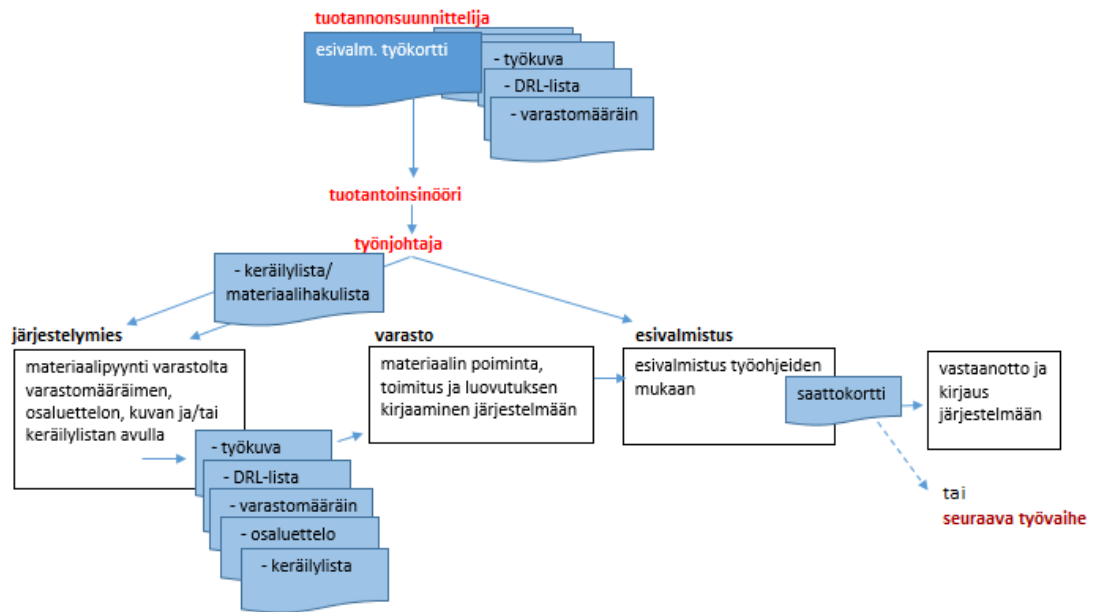 tuotannonsuunnittelija
esivalm. työkortti
- työkuva
- DRL-lista
- varastomääräin
tuotantoinsinööri
työnjohtaja
- keräilylista/
materiaalihakulista
järjestelymies
materiaalipyynti varastolta
varastomääräimen,
osaluettelon, kuvan ja/tai
keräilylistan avulla
- työkuva
- DRL-lista
- varastomääräin
- osaluettelo
- keräilylista
varasto
materiaalin poiminta,
toimitus ja luovutuksen
kirjaaminen järjestelmään
esivalmistus
esivalmistus työohjeiden
mukaan
saattokortti
vastaanotto ja
kirjaus
järjestelmään
tai
seuraava työvaihe